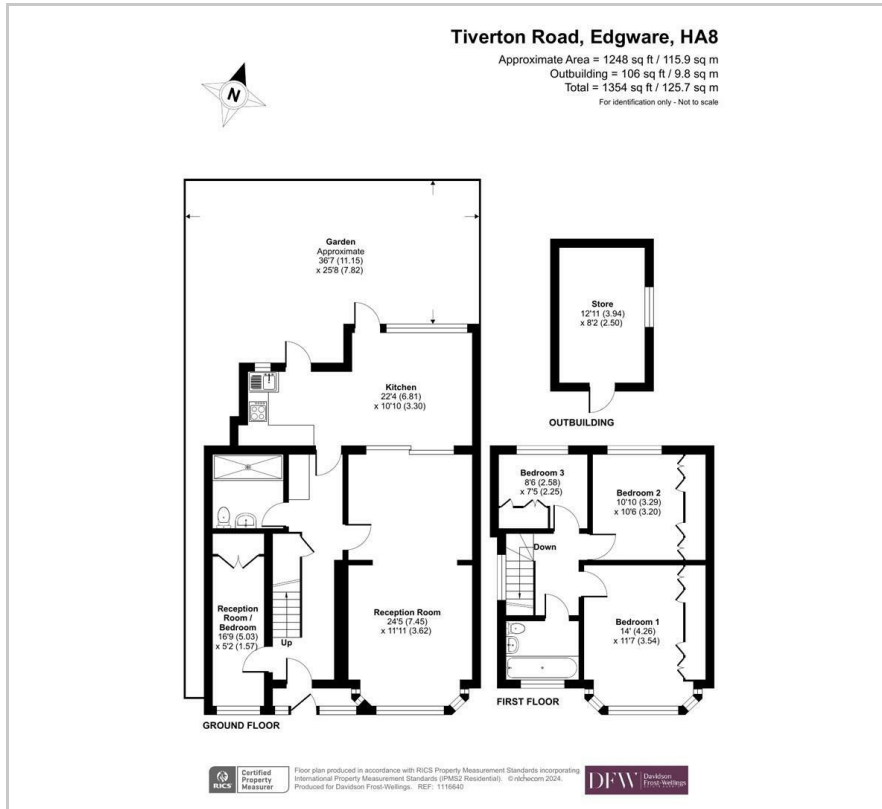 Tiverton Road, Edgware, HA8
Approximate Area = 1248 sq ft / 115.9 sq m
Outbuilding = 106 sq ft / 9.8 sq m
Total = 1354 sq ft / 125.7 sq m
For identification only - Not to scale
N
Garden
Approximate
36'7 (11.15)
x 25'8 (7.82)
Store
12'11 (3.94)
x 8'2 (2.50)
Kitchen
22'4 (6.81)
x 10'10 (3.30)
OUTBUILDING
Bedroom 3
8'6 (2.58)
x 7'5 (2.25)
Bedroom 2
10'10 (3.29)
x 10'6 (3.20)
Down
Reception
Room /
Bedroom
16'9 (5.03)
x 5'2 (1.57)
Up
Reception Room
24'5 (7.45)
x 11'11 (3.62)
Bedroom 1
14' (4.26)
x 11'7 (3.54)
GROUND FLOOR
FIRST FLOOR
RICS
Certified
Property
Measurer
Floor plan produced in accordance with RICS Property Measurement Standards incorporating
International Property Measurement Standards (IPMS2 Residential). © nichecom 2024.
Produced for Davidson Frost-Wellings. REF: 1116640
DFW
Davidson
Frost-Wellings